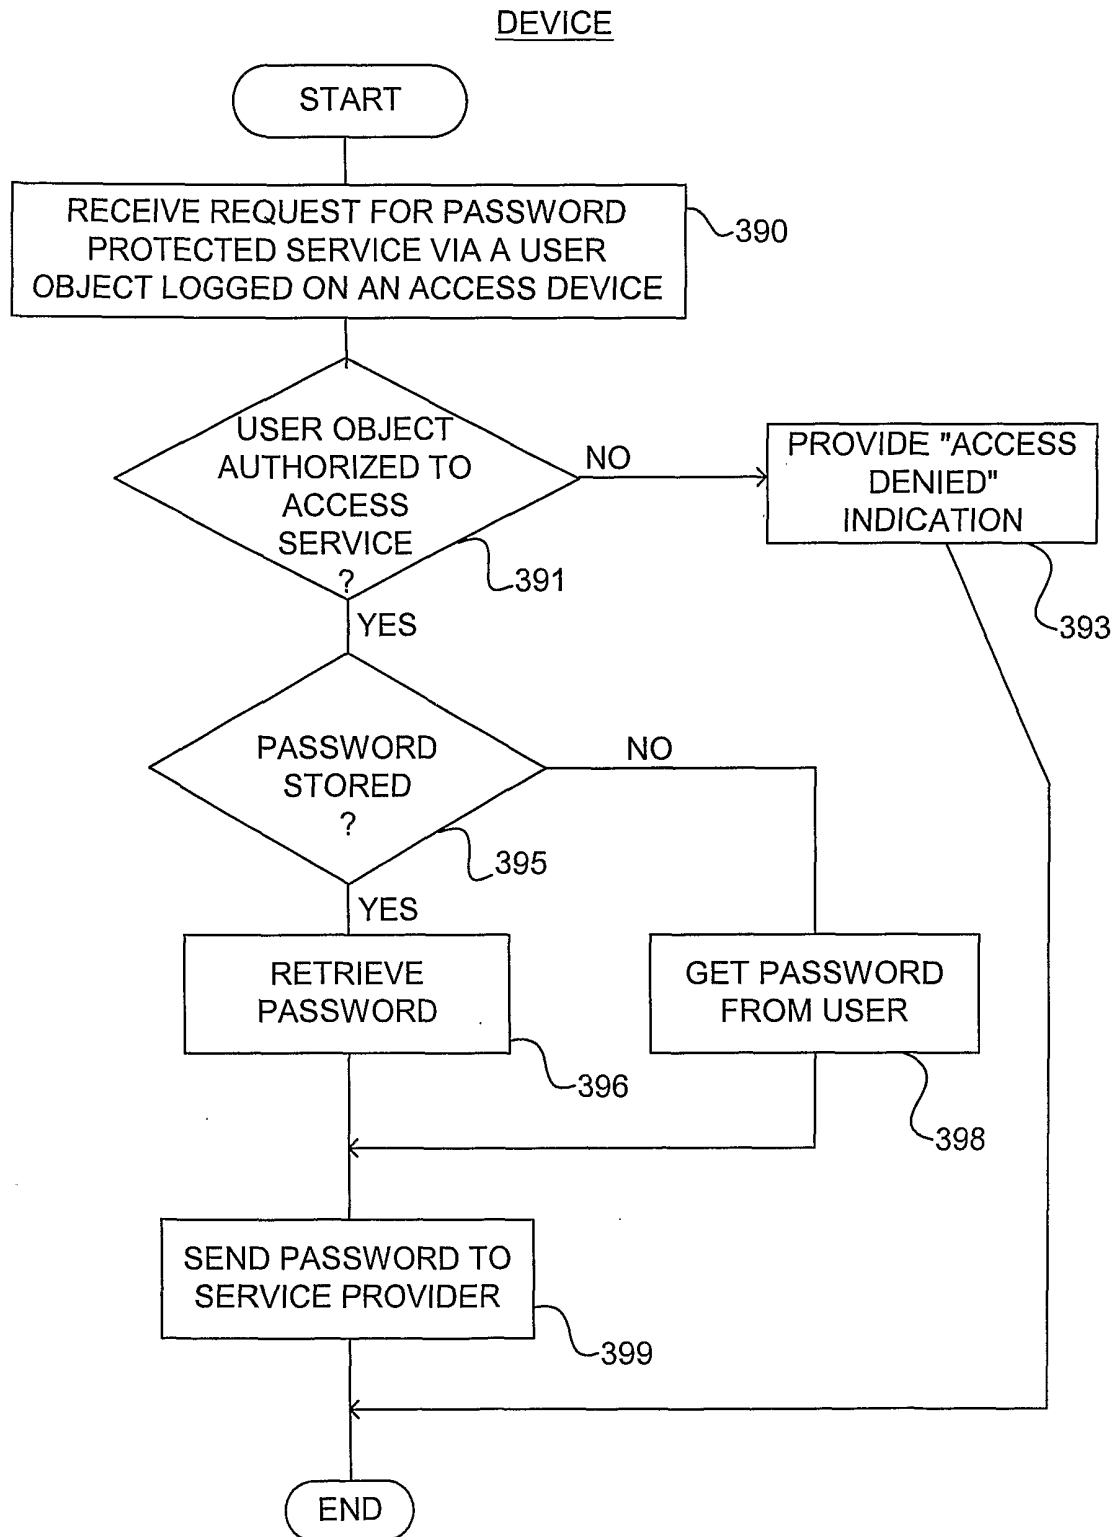 DEVICE
START
RECEIVE REQUEST FOR PASSWORD
PROTECTED SERVICE VIA A USER
OBJECT LOGGED ON AN ACCESS DEVICE
390
USER OBJECT
AUTHORIZED TO
ACCESS
SERVICE
?
391
NO
PROVIDE "ACCESS
DENIED"
INDICATION
393
YES
PASSWORD
STORED
?
395
NO
YES
RETRIEVE
PASSWORD
396
GET PASSWORD
FROM USER
398
SEND PASSWORD TO
SERVICE PROVIDER
399
END